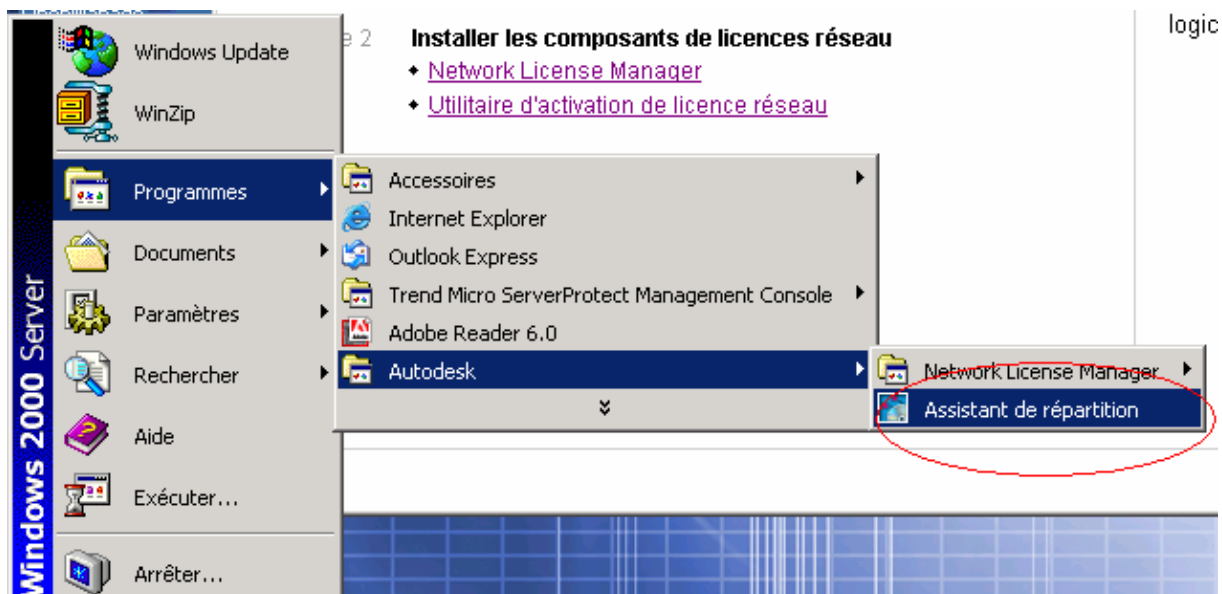 Windows Update
WinZip
Programmes
Documents
Paramètres
Rechercher
Aide
Exécuter...
Arrêter...
Windows 2000 Server
e 2
Installer les composants de licences réseau
Network License Manager
Utilitaire d'activation de licence réseau
logic
Accessoires
Internet Explorer
Outlook Express
Trend Micro ServerProtect Management Console
Adobe Reader 6.0
Autodesk
Network License Manager
Assistant de répartition